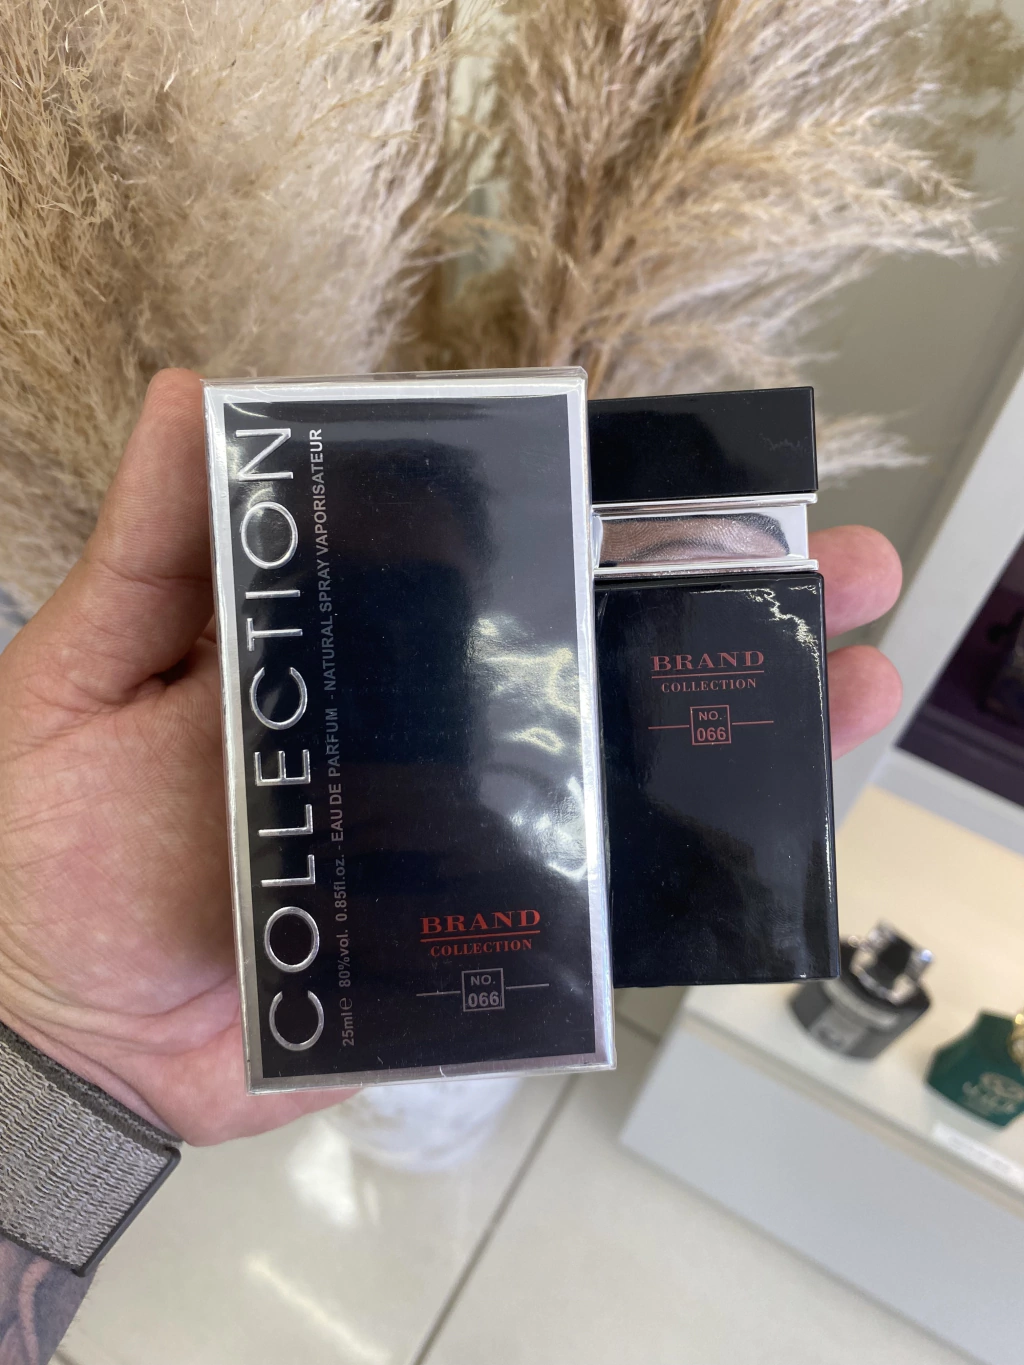 COLLECTION
25ml e 80%vol. 0.85fl.oz. - EAU DE PARFUM - NATURAL SPRAY VAPORISATEUR
BRAND
COLLECTION
NO.
066
BRAND
COLLECTION
NO.
066